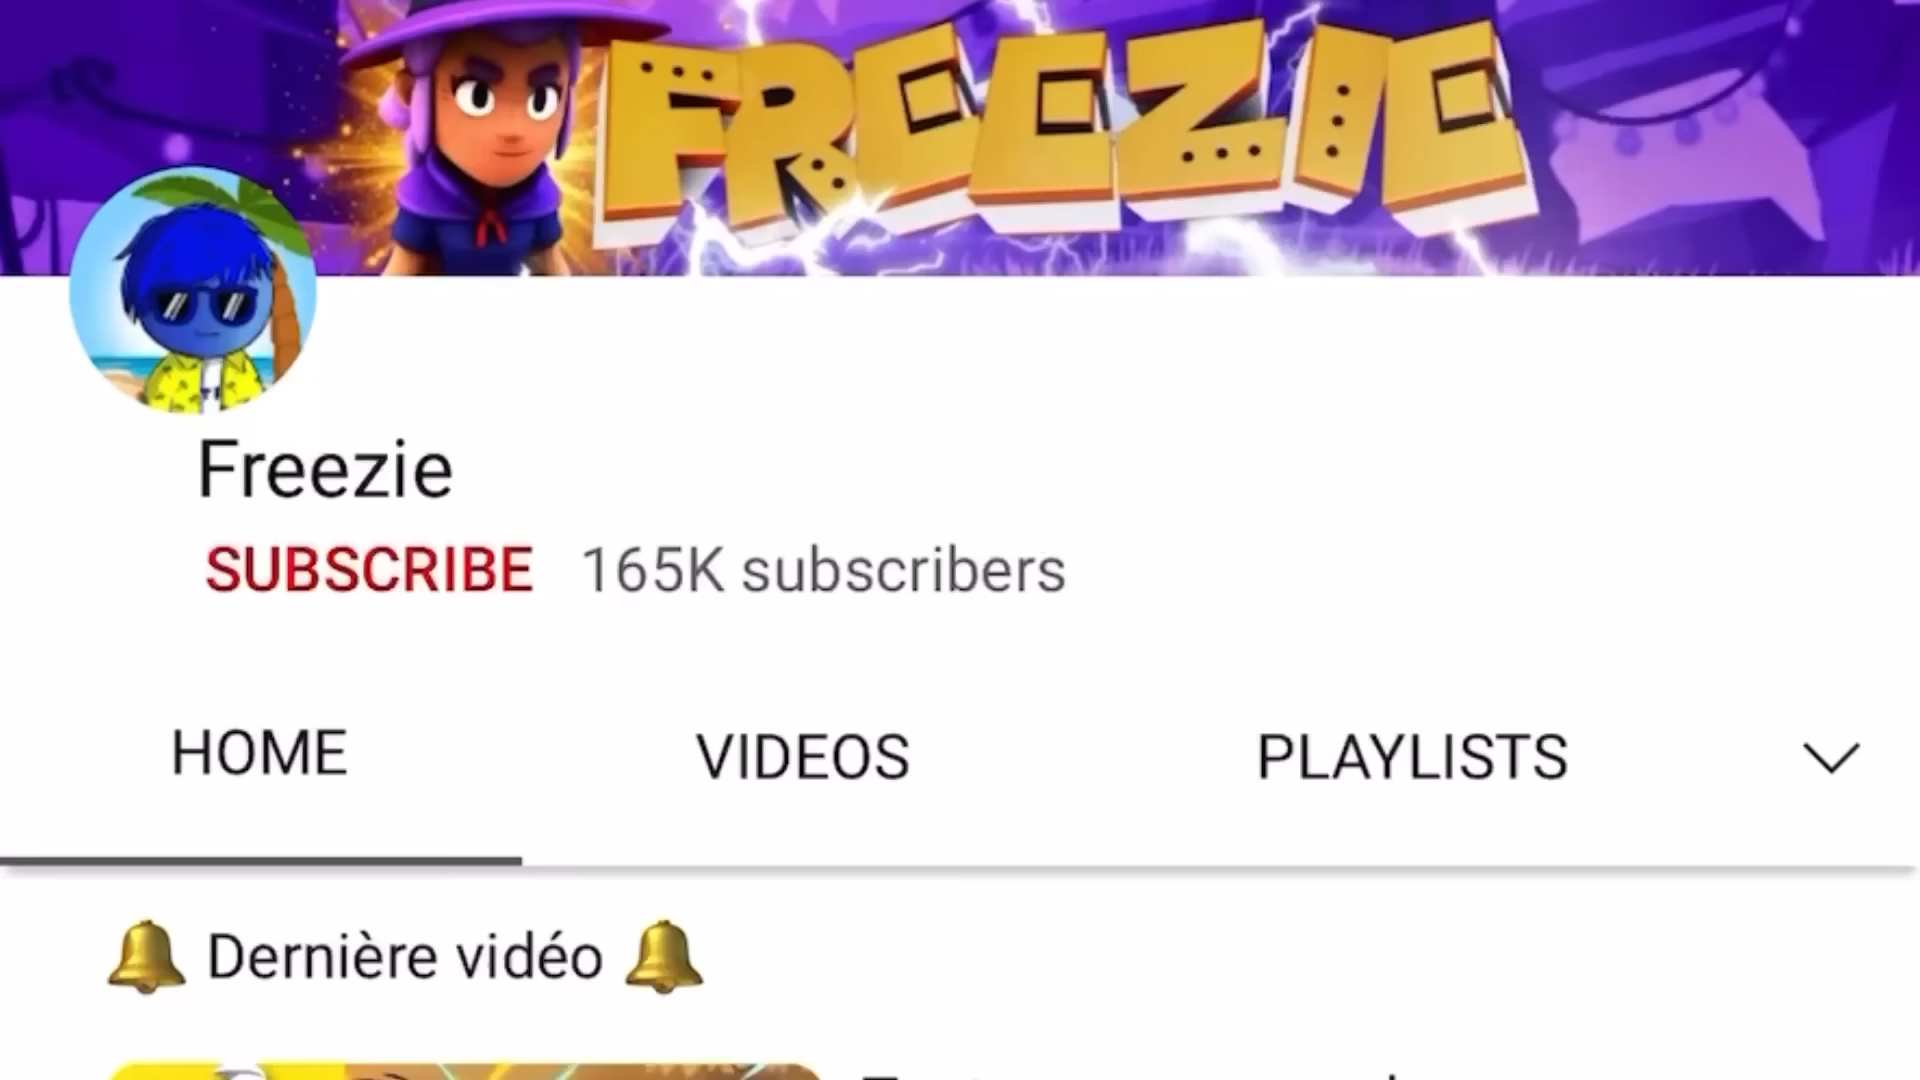 FREEZIE
Freezie
SUBSCRIBE 165K subscribers
HOME VIDEOS PLAYLISTS
🔔 Dernière vidéo 🔔